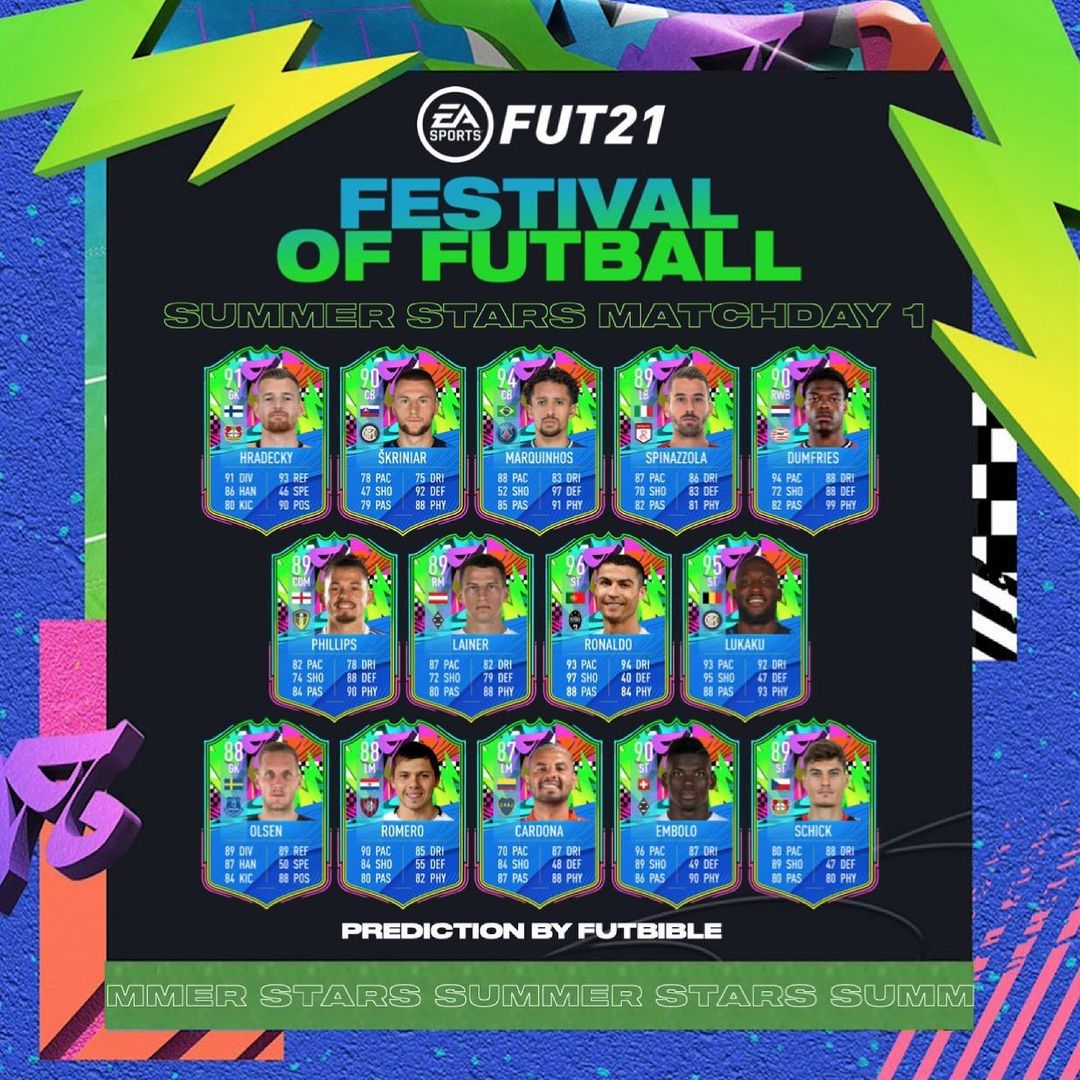 EA SPORTS FUT21
FESTIVAL
OF FUTBALL
SUMMER STARS MATCHDAY 1
91 90 94 89 90
GK CB CB LB RWB
HRADECKY ŠKRINIAR MARQUINHOS SPINAZZOLA DUMFRIES
91 DIV 93 REF 78 PAC 75 DRI 88 PAC 83 DRI 87 PAC 86 DRI 94 PAC 88 DRI
86 HAN 46 SPE 47 SHO 92 DEF 52 SHO 97 DEF 70 SHO 83 DEF 72 SHO 88 DEF
80 KIC 90 POS 79 PAS 88 PHY 85 PAS 91 PHY 82 PAS 81 PHY 82 PAS 99 PHY
89 89 96 95
CDM RM ST ST
PHILLIPS LAINER RONALDO LUKAKU
82 PAC 78 DRI 87 PAC 82 DRI 93 PAC 94 DRI 93 PAC 92 DRI
74 SHO 88 DEF 72 SHO 79 DEF 97 SHO 40 DEF 95 SHO 47 DEF
84 PAS 90 PHY 80 PAS 88 PHY 88 PAS 84 PHY 88 PAS 93 PHY
88 88 87 90 89
GK LM LM ST ST
OLSEN ROMERO CARDONA EMBOLO SCHICK
89 DIV 89 REF 90 PAC 85 DRI 70 PAC 87 DRI 96 PAC 87 DRI 80 PAC 88 DRI
87 HAN 50 SPE 84 SHO 55 DEF 84 SHO 48 DEF 89 SHO 49 DEF 89 SHO 47 DEF
84 KIC 88 POS 80 PAS 82 PHY 87 PAS 88 PHY 86 PAS 90 PHY 80 PAS 80 PHY
PREDICTION BY FUTBIBLE
MMER STARS SUMMER STARS SUMM